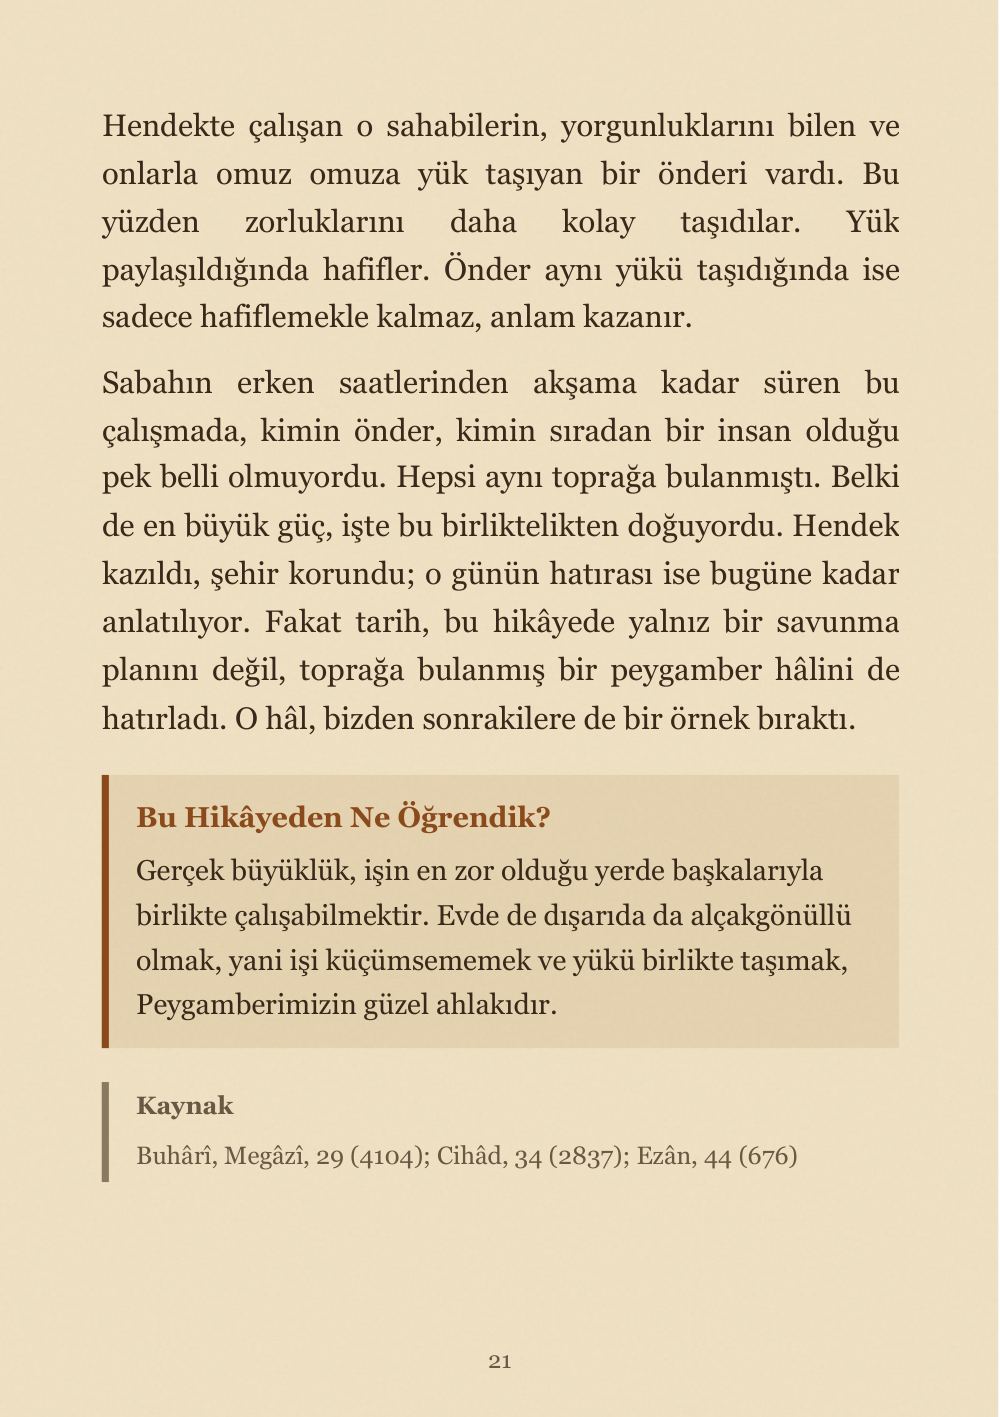 Hendekte çalışan o sahabilerin, yorgunluklarını bilen ve
onlarla omuz omuza yük taşıyan bir önderi vardı. Bu
yüzden zorluklarını daha kolay taşıdılar. Yük
paylaşıldığında hafifler. Önder aynı yükü taşıdığında ise
sadece hafiflemekle kalmaz, anlam kazanır.
Sabahın erken saatlerinden akşama kadar süren bu
çalışmada, kimin önder, kimin sıradan bir insan olduğu
pek belli olmuyordu. Hepsi aynı toprağa bulanmıştı. Belki
de en büyük güç, işte bu birliktelikten doğuyordu. Hendek
kazıldı, şehir korundu; o günün hatırası ise bugüne kadar
anlatılıyor. Fakat tarih, bu hikâyede yalnız bir savunma
planını değil, toprağa bulanmış bir peygamber hâlini de
hatırladı. O hâl, bizden sonrakilere de bir örnek bıraktı.
Bu Hikâyeden Ne Öğrendik?
Gerçek büyüklük, işin en zor olduğu yerde başkalarıyla
birlikte çalışabilmektir. Evde de dışarıda da alçakgönüllü
olmak, yani işi küçümsememek ve yükü birlikte taşımak,
Peygamberimizin güzel ahlakıdır.
Kaynak
Buhârî, Megâzî, 29 (4104); Cihâd, 34 (2837); Ezân, 44 (676)
21